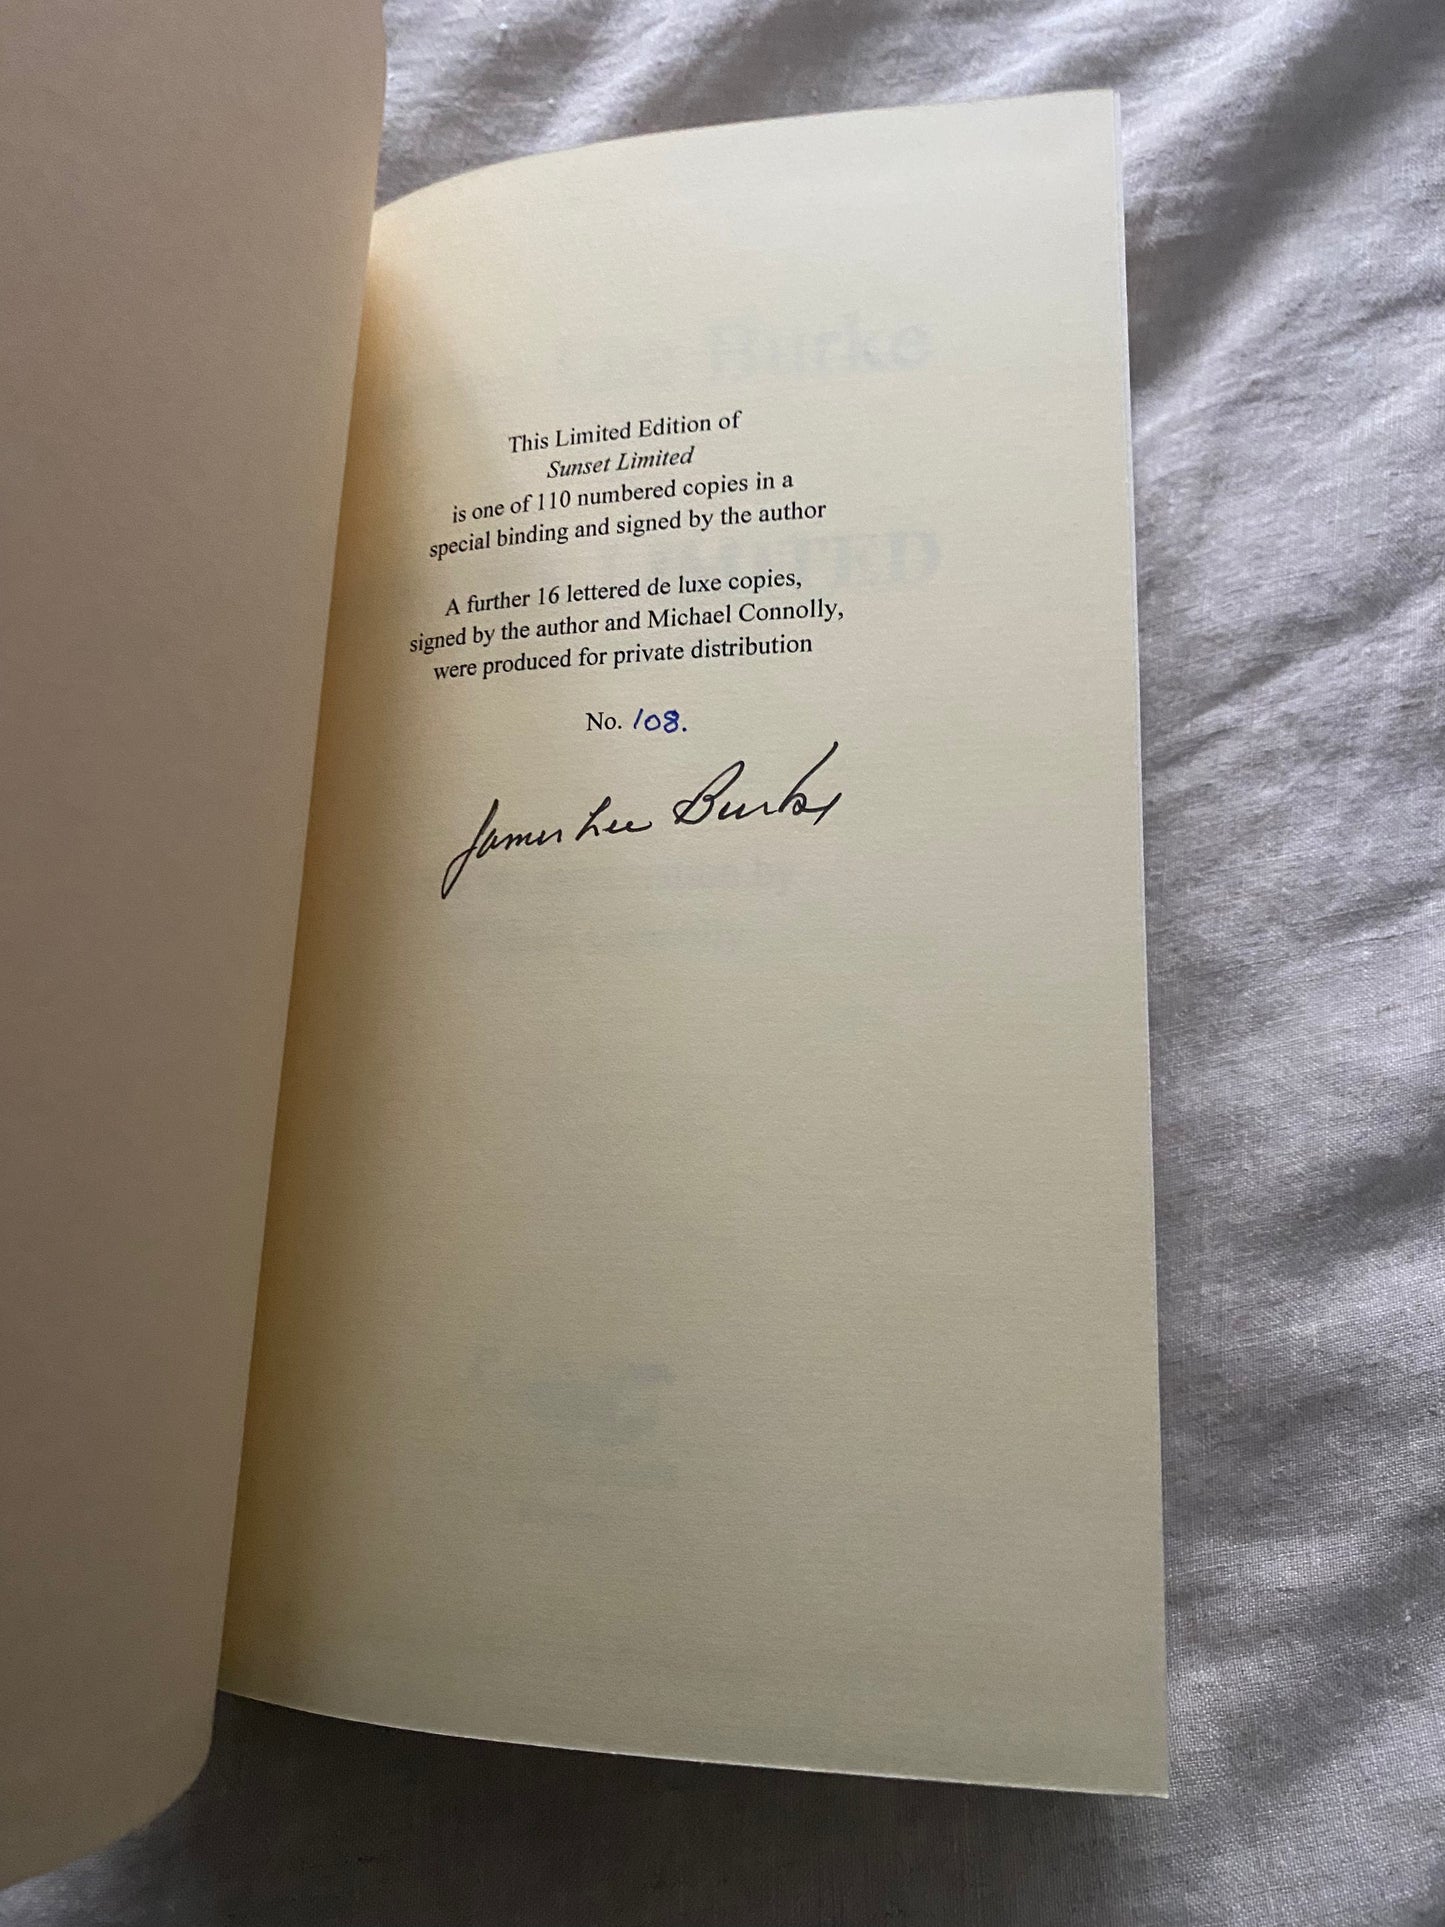 This Limited Edition of
Sunset Limited
is one of 110 numbered copies in a
special binding and signed by the author
A further 16 lettered de luxe copies,
signed by the author and Michael Connolly,
were produced for private distribution
No. 108.
James Lee Burke